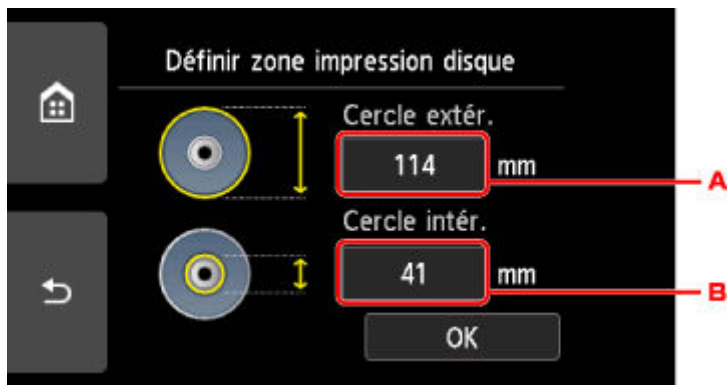 Définir zone impression disque
Cercle extér.
114 mm
A
Cercle intér.
41 mm
B
OK